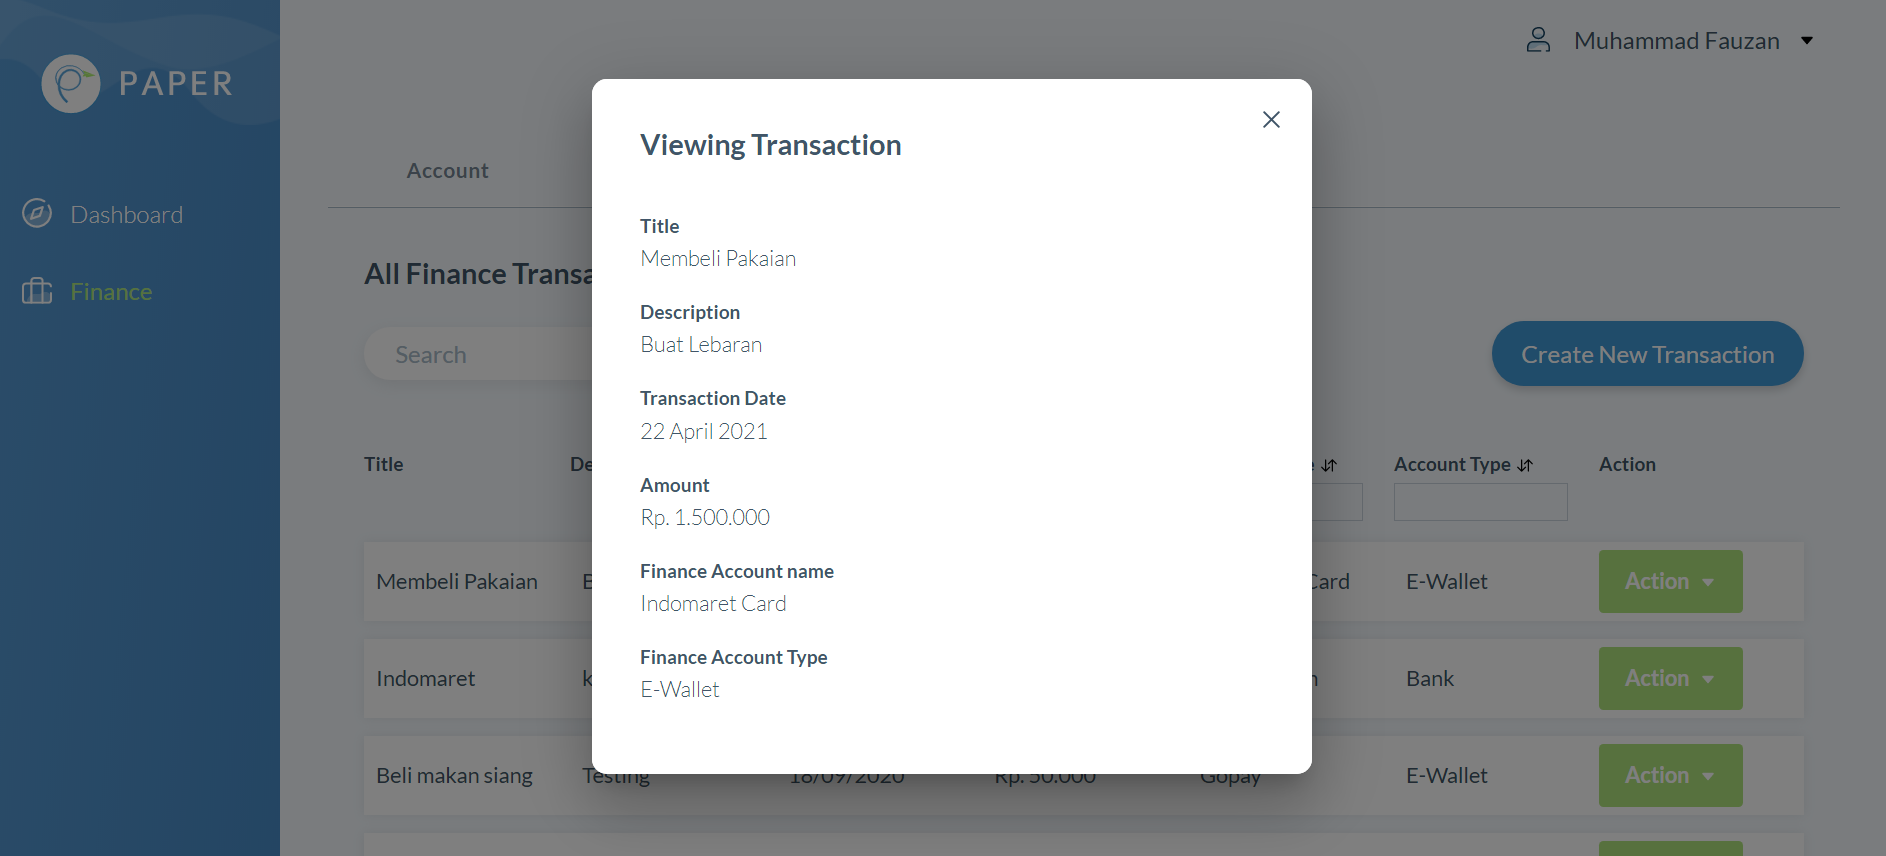 PAPER
Muhammad Fauzan
Dashboard
Finance
Account
All Finance
Search
Create New Transaction
Title
Account Type
Action
Membeli Pakaian
Card
E-Wallet
Action
Indomaret
Bank
Action
Beli makan siang
Testing
18/09/2020
Rp. 50.000
Gopay
E-Wallet
Action
Viewing Transaction
Title
Membeli Pakaian
Description
Buat Lebaran
Transaction Date
22 April 2021
Amount
Rp. 1.500.000
Finance Account name
Indomaret Card
Finance Account Type
E-Wallet